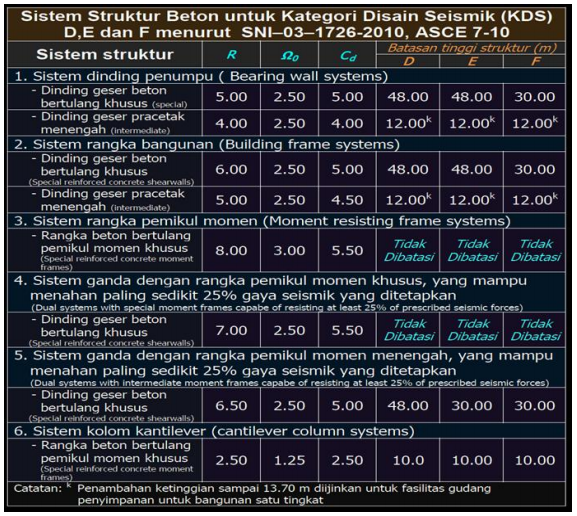 Sistem Struktur Beton untuk Kategori Disain Seismik (KDS)
D,E dan F menurut SNI–03–1726-2010, ASCE 7-10
Sistem struktur R Ω0 Cd Batasan tinggi struktur (m)
D E F
1. Sistem dinding penumpu ( Bearing wall systems)
- Dinding geser beton
bertulang khusus (special) 5.00 2.50 5.00 48.00 48.00 30.00
- Dinding geser pracetak
menengah (intermediate) 4.00 2.50 4.00 12.00k 12.00k 12.00k
2. Sistem rangka bangunan (Building frame systems)
- Dinding geser beton
bertulang khusus 6.00 2.50 5.00 48.00 48.00 30.00
(Special reinforced concrete shearwalls)
- Dinding geser pracetak
menengah (intermediate) 5.00 2.50 4.50 12.00k 12.00k 12.00k
3. Sistem rangka pemikul momen (Moment resisting frame systems)
- Rangka beton bertulang
pemikul momen khusus 8.00 3.00 5.50 Tidak Dibatasi Tidak Dibatasi Tidak Dibatasi
(Special reinforced concrete moment
frames)
4. Sistem ganda dengan rangka pemikul momen khusus, yang mampu
menahan paling sedikit 25% gaya seismik yang ditetapkan
(Dual systems with special moment frames capabe of resisting at least 25% of prescribed seismic forces)
- Dinding geser beton
bertulang khusus 7.00 2.50 5.50 Tidak Dibatasi Tidak Dibatasi Tidak Dibatasi
(Special reinforced concrete shearwalls)
5. Sistem ganda dengan rangka pemikul momen menengah, yang mampu
menahan paling sedikit 25% gaya seismik yang ditetapkan
(Dual systems with intermediate moment frames capabe of resisting at least 25% of prescribed seismic forces)
- Dinding geser beton
bertulang khusus 6.50 2.50 5.00 48.00 30.00 30.00
(Special reinforced concrete shearwalls)
6. Sistem kolom kantilever (cantilever column systems)
- Rangka beton bertulang
pemikul momen khusus 2.50 1.25 2.50 10.0 10.00 10.00
(Special reinforced concrete moment
frames)
Catatan: k Penambahan ketinggian sampai 13.70 m diijinkan untuk fasilitas gudang
penyimpanan untuk bangunan satu tingkat